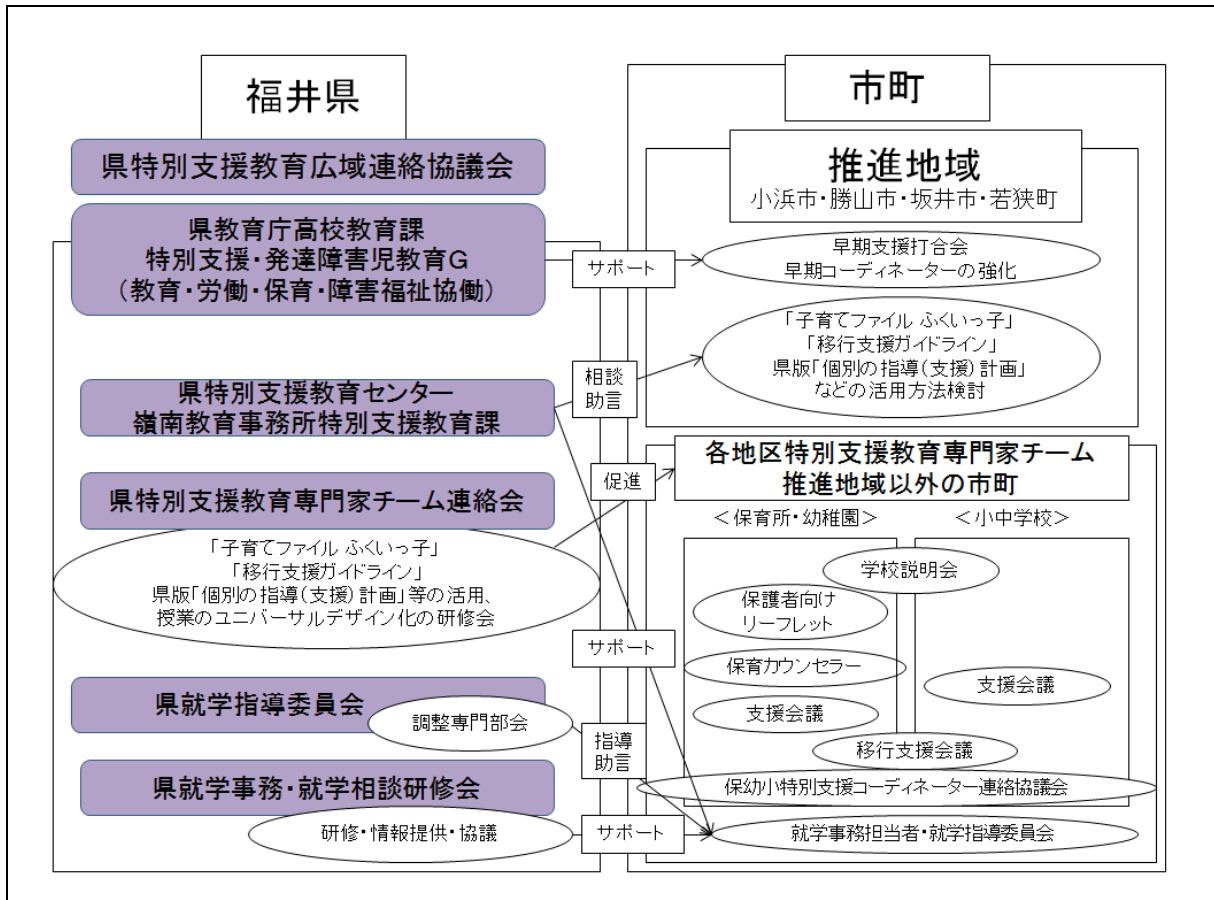 福井県
県特別支援教育広域連絡協議会
県教育庁高校教育課
特別支援・発達障害児教育G
（教育・労働・保育・障害福祉協働）
県特別支援教育センター
嶺南教育事務所特別支援教育課
県特別支援教育専門家チーム連絡会
「子育てファイル ふくいっ子」
「移行支援ガイドライン」
県版「個別の指導(支援)計画」等の活用、
授業のユニバーサルデザイン化の研修会
県就学指導委員会
調整専門部会
県就学事務・就学相談研修会
研修・情報提供・協議
サポート
相談
助言
促進
サポート
指導
助言
サポート
市町
推進地域
小浜市・勝山市・坂井市・若狭町
早期支援打合会
早期コーディネーターの強化
「子育てファイル ふくいっ子」
「移行支援ガイドライン」
県版「個別の指導(支援)計画」
などの活用方法検討
各地区特別支援教育専門家チーム
推進地域以外の市町
＜保育所・幼稚園＞
＜小中学校＞
学校説明会
保護者向け
リーフレット
保育カウンセラー
支援会議
支援会議
移行支援会議
保幼小特別支援コーディネーター連絡協議会
就学事務担当者・就学指導委員会